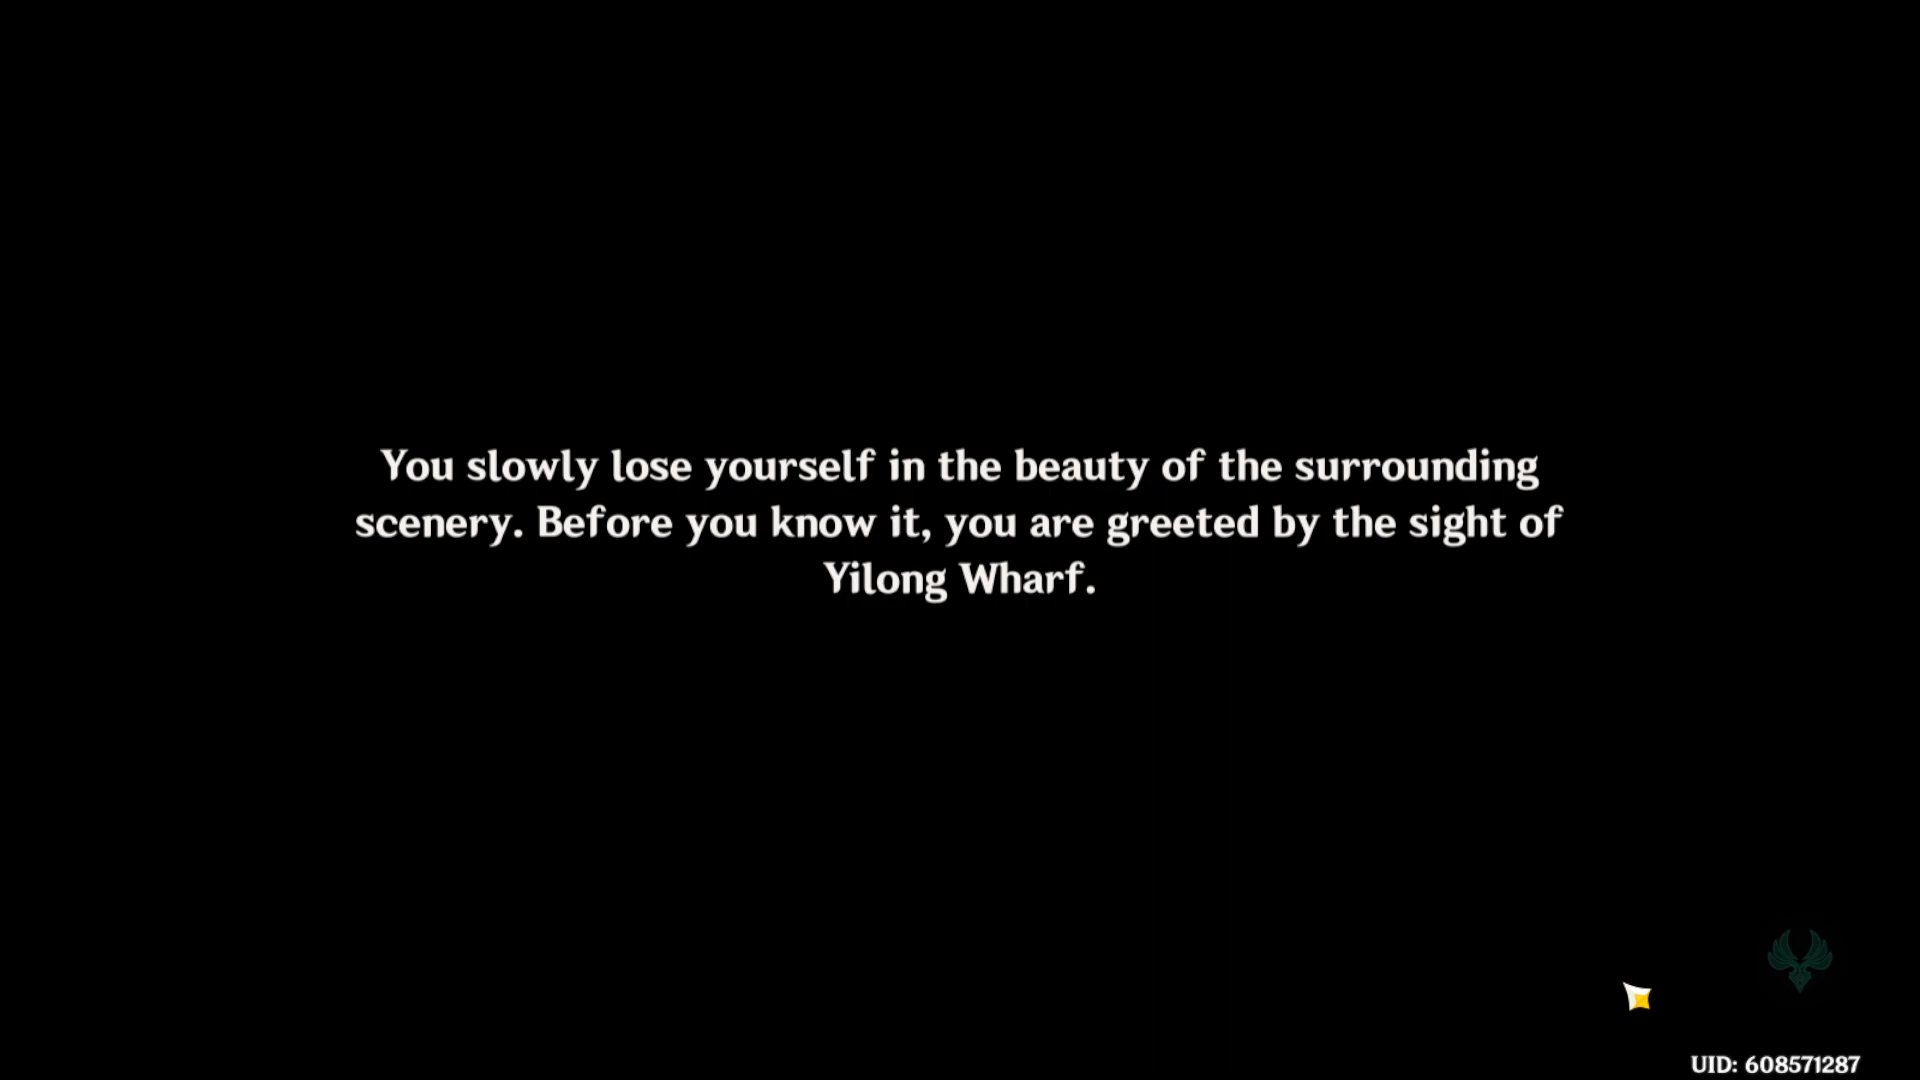 You slowly lose yourself in the beauty of the surrounding
scenery. Before you know it, you are greeted by the sight of
Yilong Wharf.
UID: 608571287